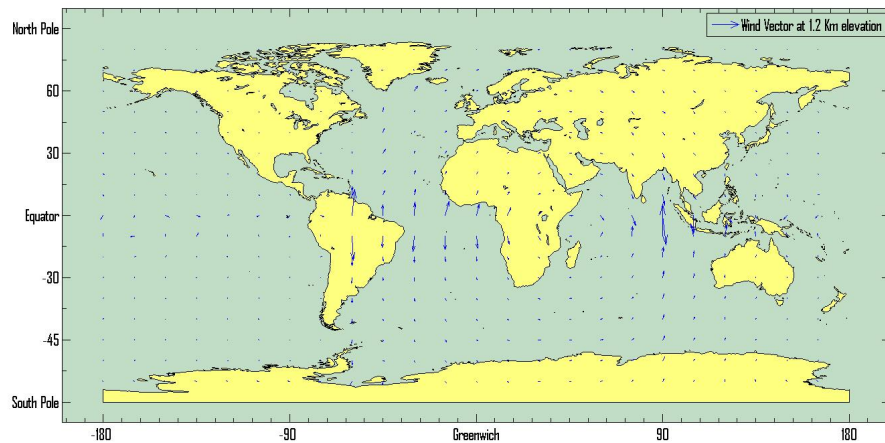 North Pole
Wind Vector at 1.2 Km elevation
60
30
Equator
-30
-45
South Pole
-180
-90
Greenwich
90
180